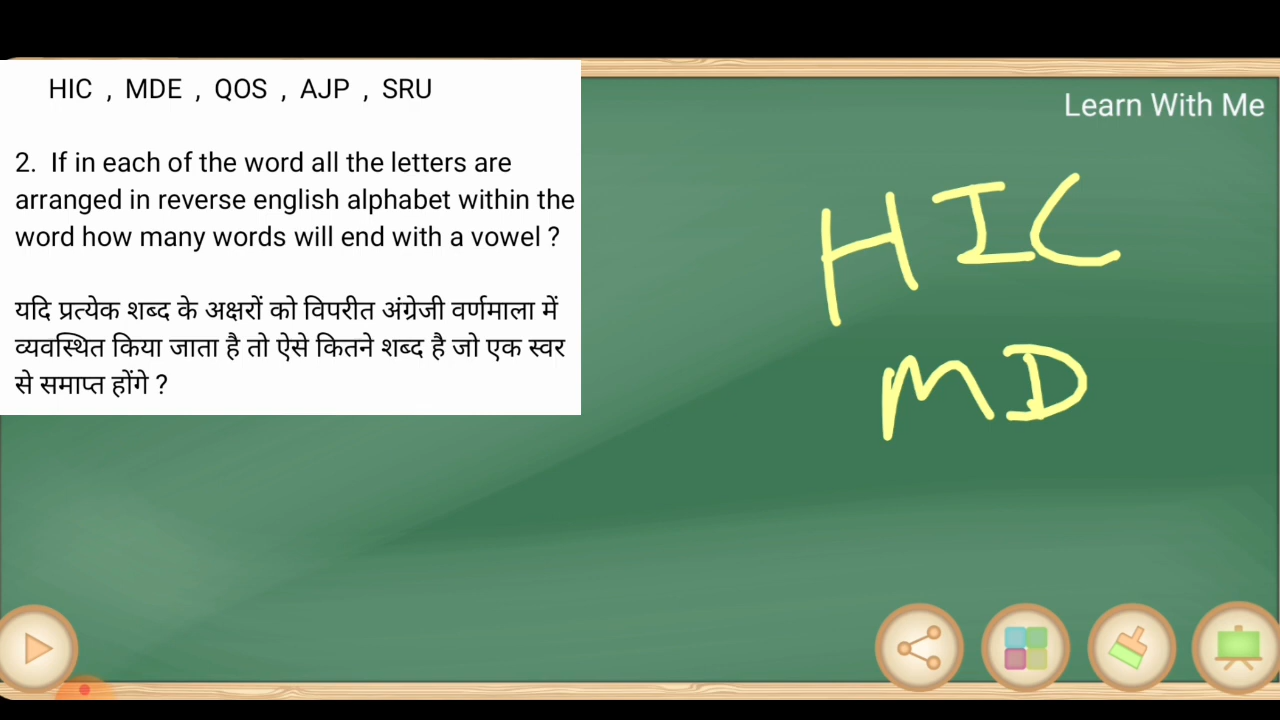 HIC , MDE , QOS , AJP , SRU
2. If in each of the word all the letters are
arranged in reverse english alphabet within the
word how many words will end with a vowel ?
यदि प्रत्येक शब्द के अक्षरों को विपरीत अंग्रेजी वर्णमाला में
व्यवस्थित किया जाता है तो ऐसे कितने शब्द है जो एक स्वर
से समाप्त होंगे ?
Learn With Me
HIC
MD